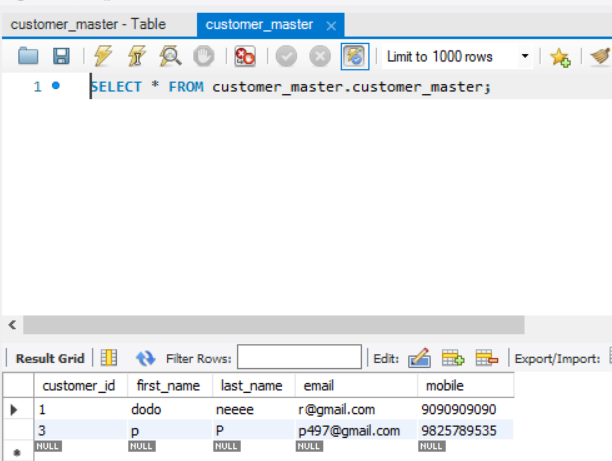 customer_master - Table customer_master
Limit to 1000 rows
1 SELECT * FROM customer_master.customer_master;
Result Grid Filter Rows: Edit: Export/Import:
customer_id first_name last_name email mobile
1 dodo neeee r@gmail.com 9090909090
3 p P p497@gmail.com 9825789535
NULL NULL NULL NULL NULL